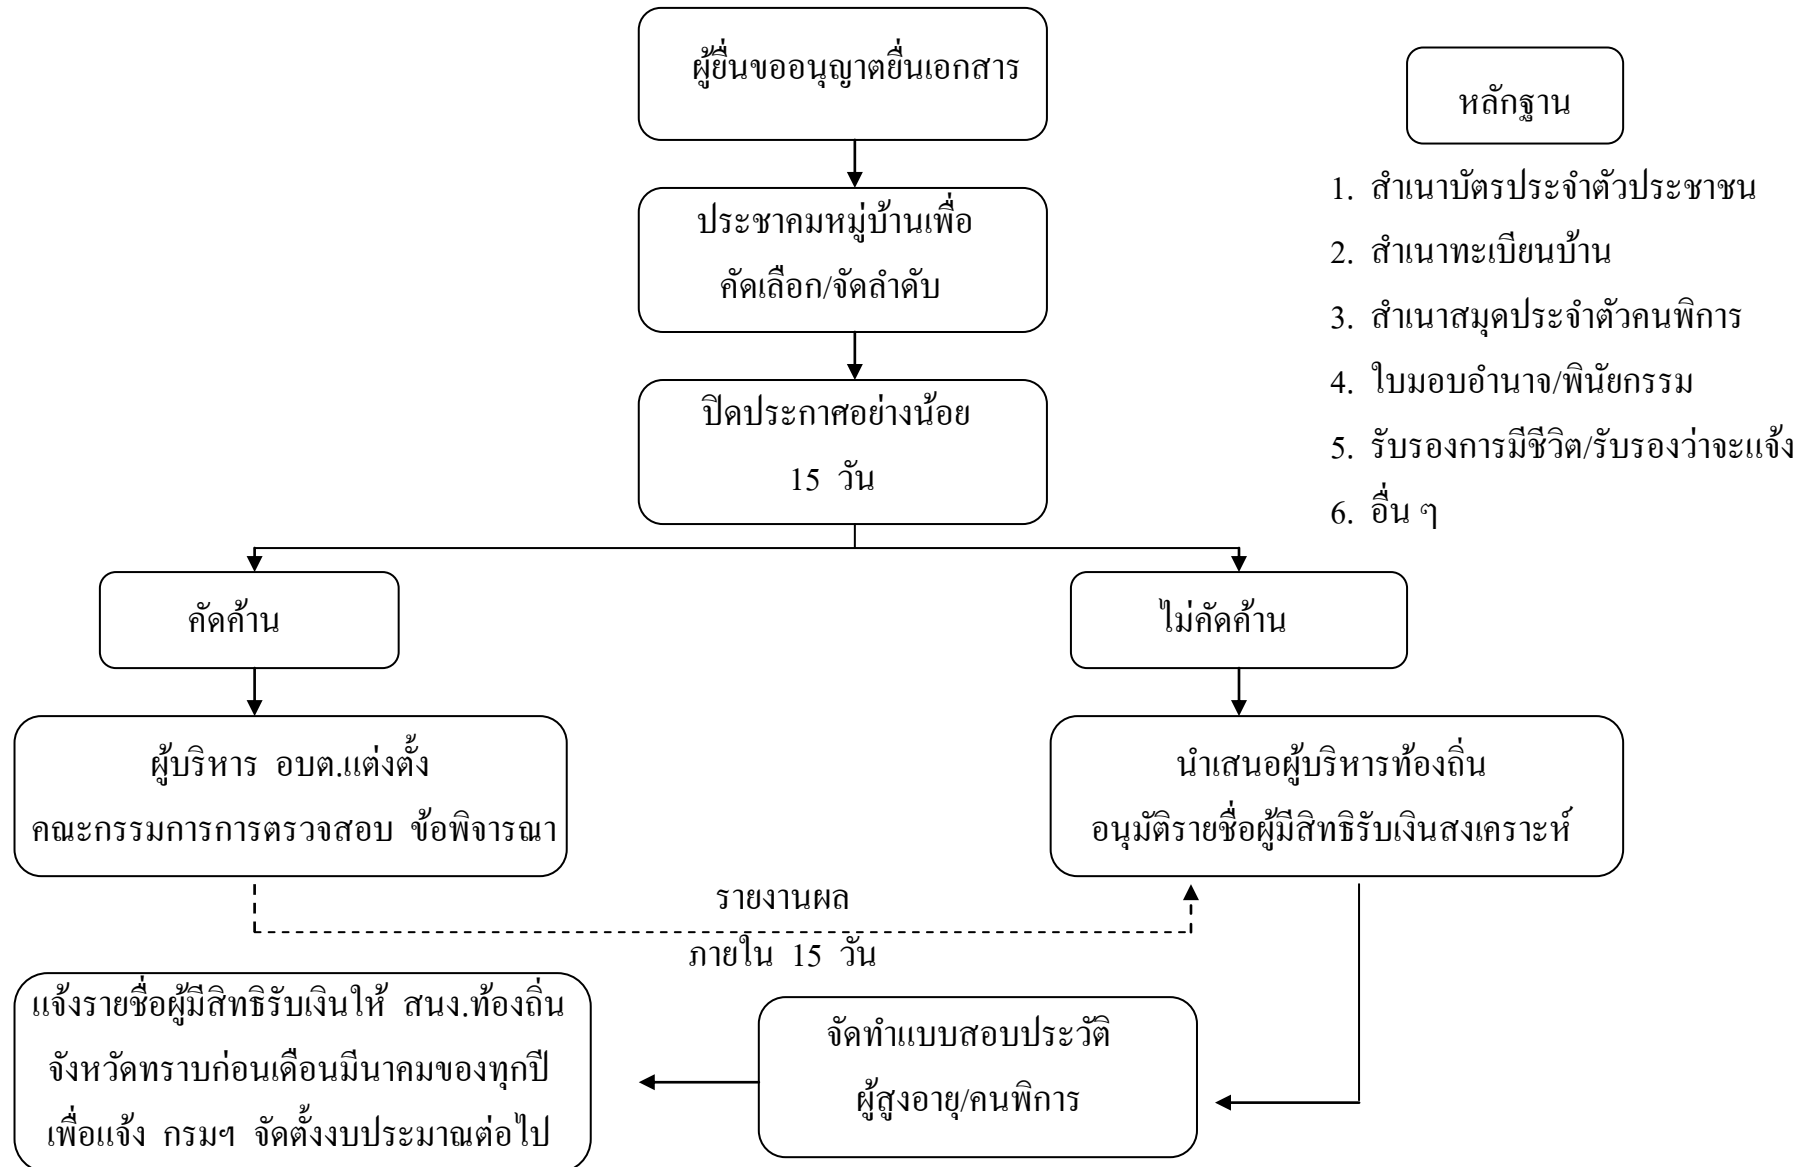 ผู้ยื่นขออนุญาตยื่นเอกสาร
หลักฐาน
1. สำเนาบัตรประจำตัวประชาชน
2. สำเนาทะเบียนบ้าน
3. สำเนาสมุดประจำตัวคนพิการ
4. ใบมอบอำนาจ/พินัยกรรม
5. รับรองการมีชีวิต/รับรองว่าจะแจ้ง
6. อื่น ๆ
ประชาคมหมู่บ้านเพื่อ
คัดเลือก/จัดลำดับ
ปิดประกาศอย่างน้อย
15 วัน
คัดค้าน
ไม่คัดค้าน
ผู้บริหาร อบต.แต่งตั้ง
คณะกรรมการการตรวจสอบ ข้อพิจารณา
นำเสนอผู้บริหารท้องถิ่น
อนุมัติรายชื่อผู้มีสิทธิรับเงินสงเคราะห์
รายงานผล
ภายใน 15 วัน
แจ้งรายชื่อผู้มีสิทธิรับเงินให้ สนง.ท้องถิ่น
จังหวัดทราบก่อนเดือนมีนาคมของทุกปี
เพื่อแจ้ง กรมฯ จัดตั้งงบประมาณต่อไป
จัดทำแบบสอบประวัติ
ผู้สูงอายุ/คนพิการ